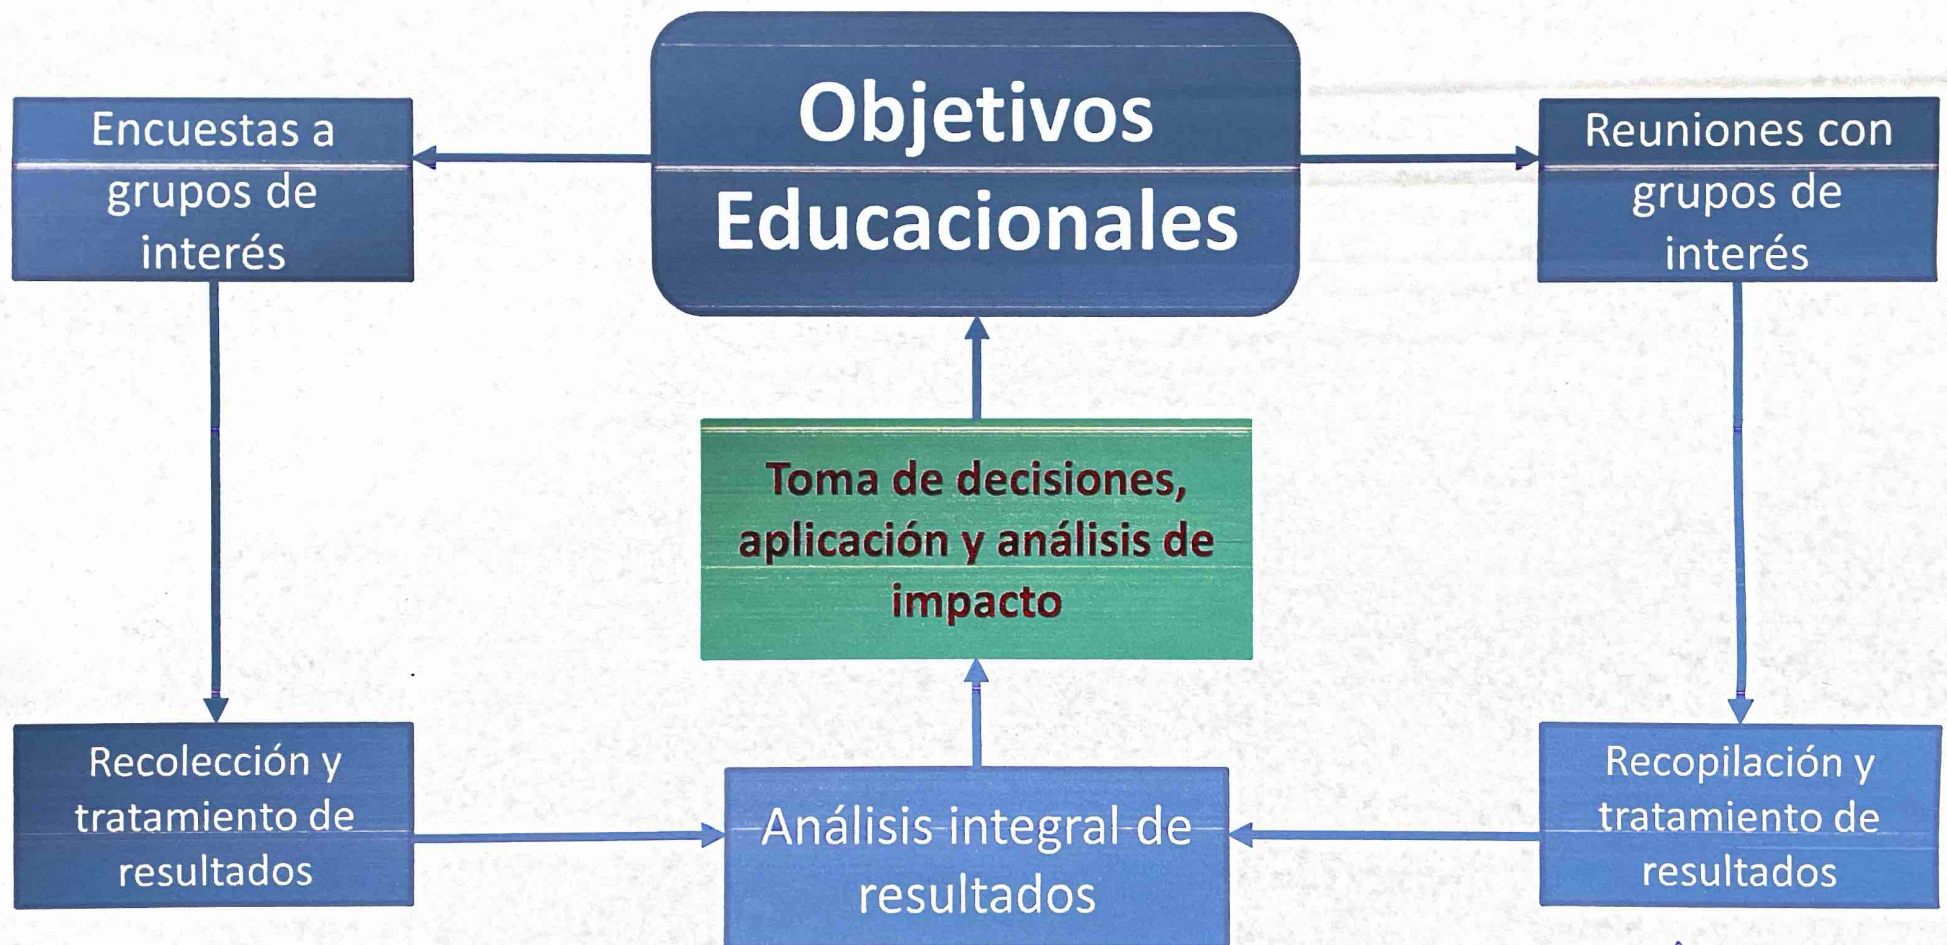 Objetivos
Educacionales
Encuestas a
grupos de
interés
Reuniones con
grupos de
interés
Toma de decisiones,
aplicación y análisis de
impacto
Recolección y
tratamiento de
resultados
Análisis integral de
resultados
Recopilación y
tratamiento de
resultados